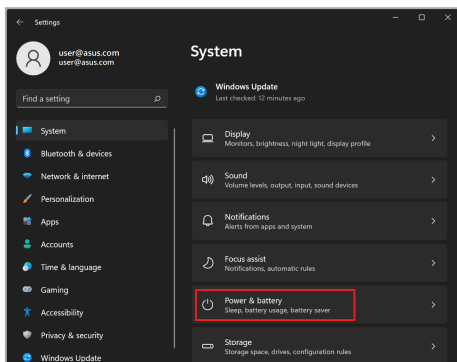 Settings
user@asus.com
user@asus.com
Find a setting
System
Bluetooth & devices
Network & internet
Personalization
Apps
Accounts
Time & language
Gaming
Accessibility
Privacy & security
Windows Update
System
Windows Update
Last checked: 12 minutes ago
Display
Monitors, brightness, night light, display profile
Sound
Volume levels, output, input, sound devices
Notifications
Alerts from apps and system
Focus assist
Notifications, automatic rules
Power & battery
Sleep, battery usage, battery saver
Storage
Storage space, drives, configuration rules